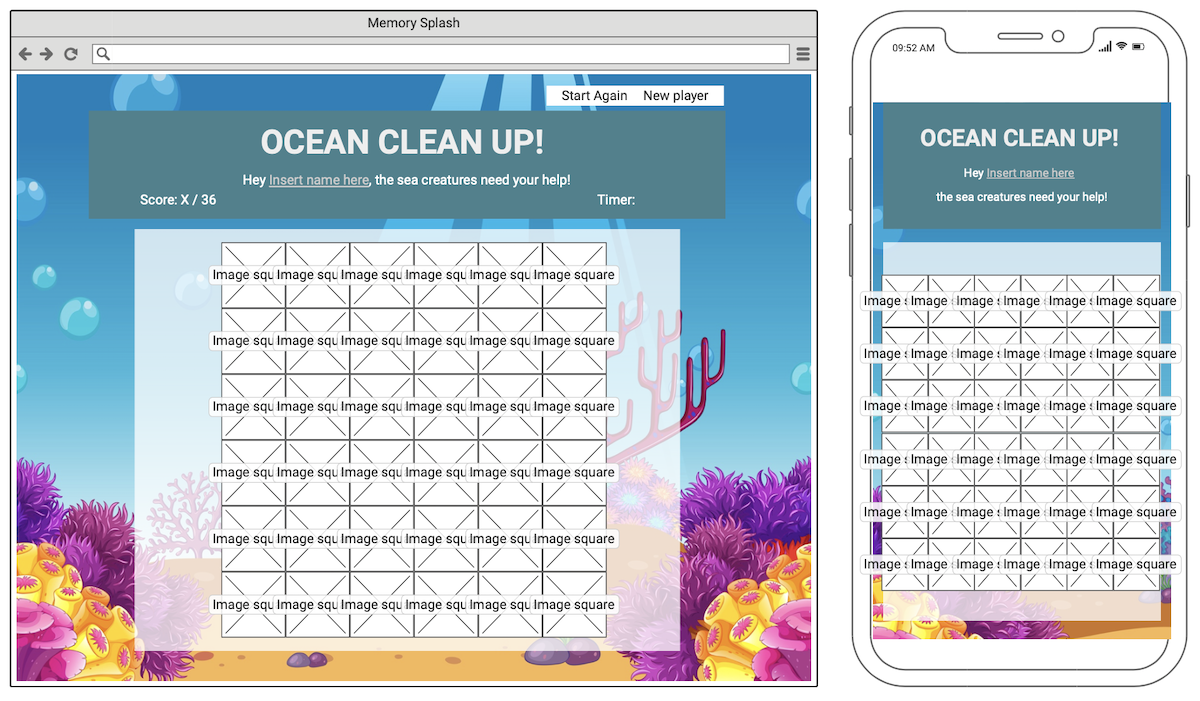 Memory Splash
Start Again New player
OCEAN CLEAN UP!
Hey Insert name here, the sea creatures need your help!
Score: X / 36 Timer:
Image squ Image squ Image squ Image squ Image squ Image square
Image squ Image squ Image squ Image squ Image squ Image square
Image squ Image squ Image squ Image squ Image squ Image square
Image squ Image squ Image squ Image squ Image squ Image square
Image squ Image squ Image squ Image squ Image squ Image square
Image squ Image squ Image squ Image squ Image squ Image square
09:52 AM
OCEAN CLEAN UP!
Hey Insert name here
the sea creatures need your help!
Image s Image s Image s Image s Image s Image square
Image s Image s Image s Image s Image s Image square
Image s Image s Image s Image s Image s Image square
Image s Image s Image s Image s Image s Image square
Image s Image s Image s Image s Image s Image square
Image s Image s Image s Image s Image s Image square